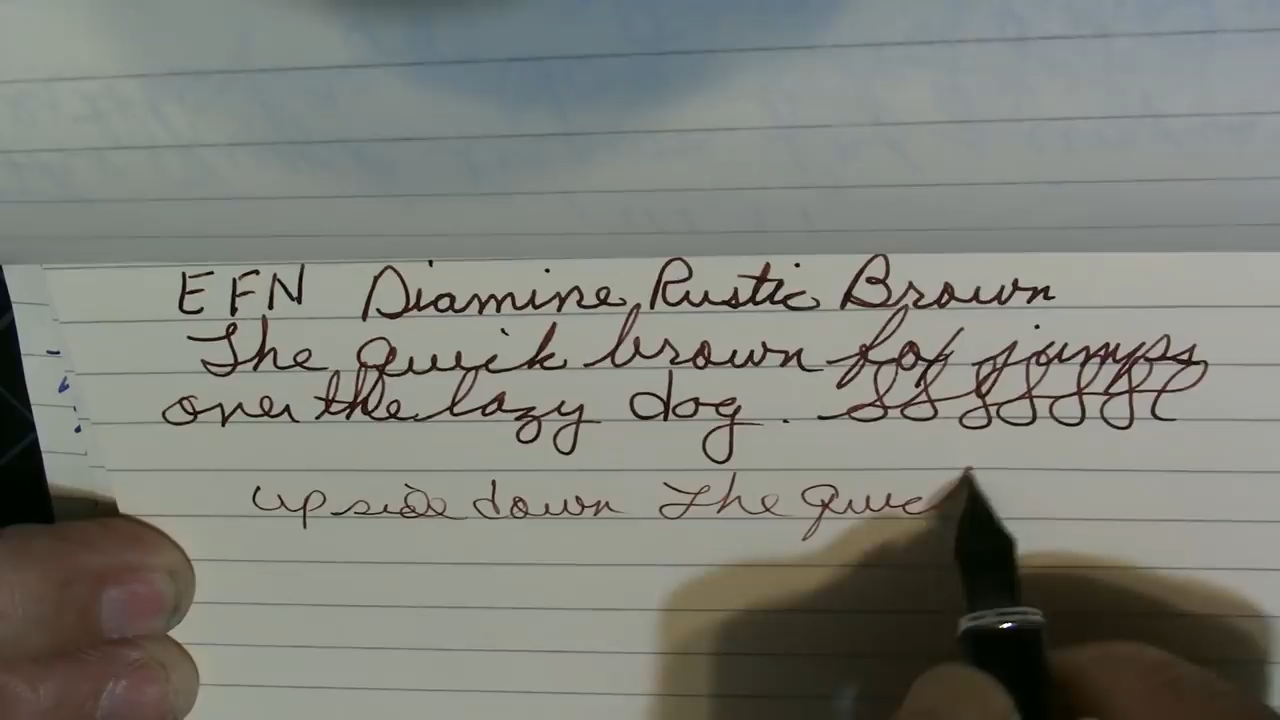 EFN Diamine Rustic Brown
The quick brown fox jumps
over the lazy dog.
upside down The Quic